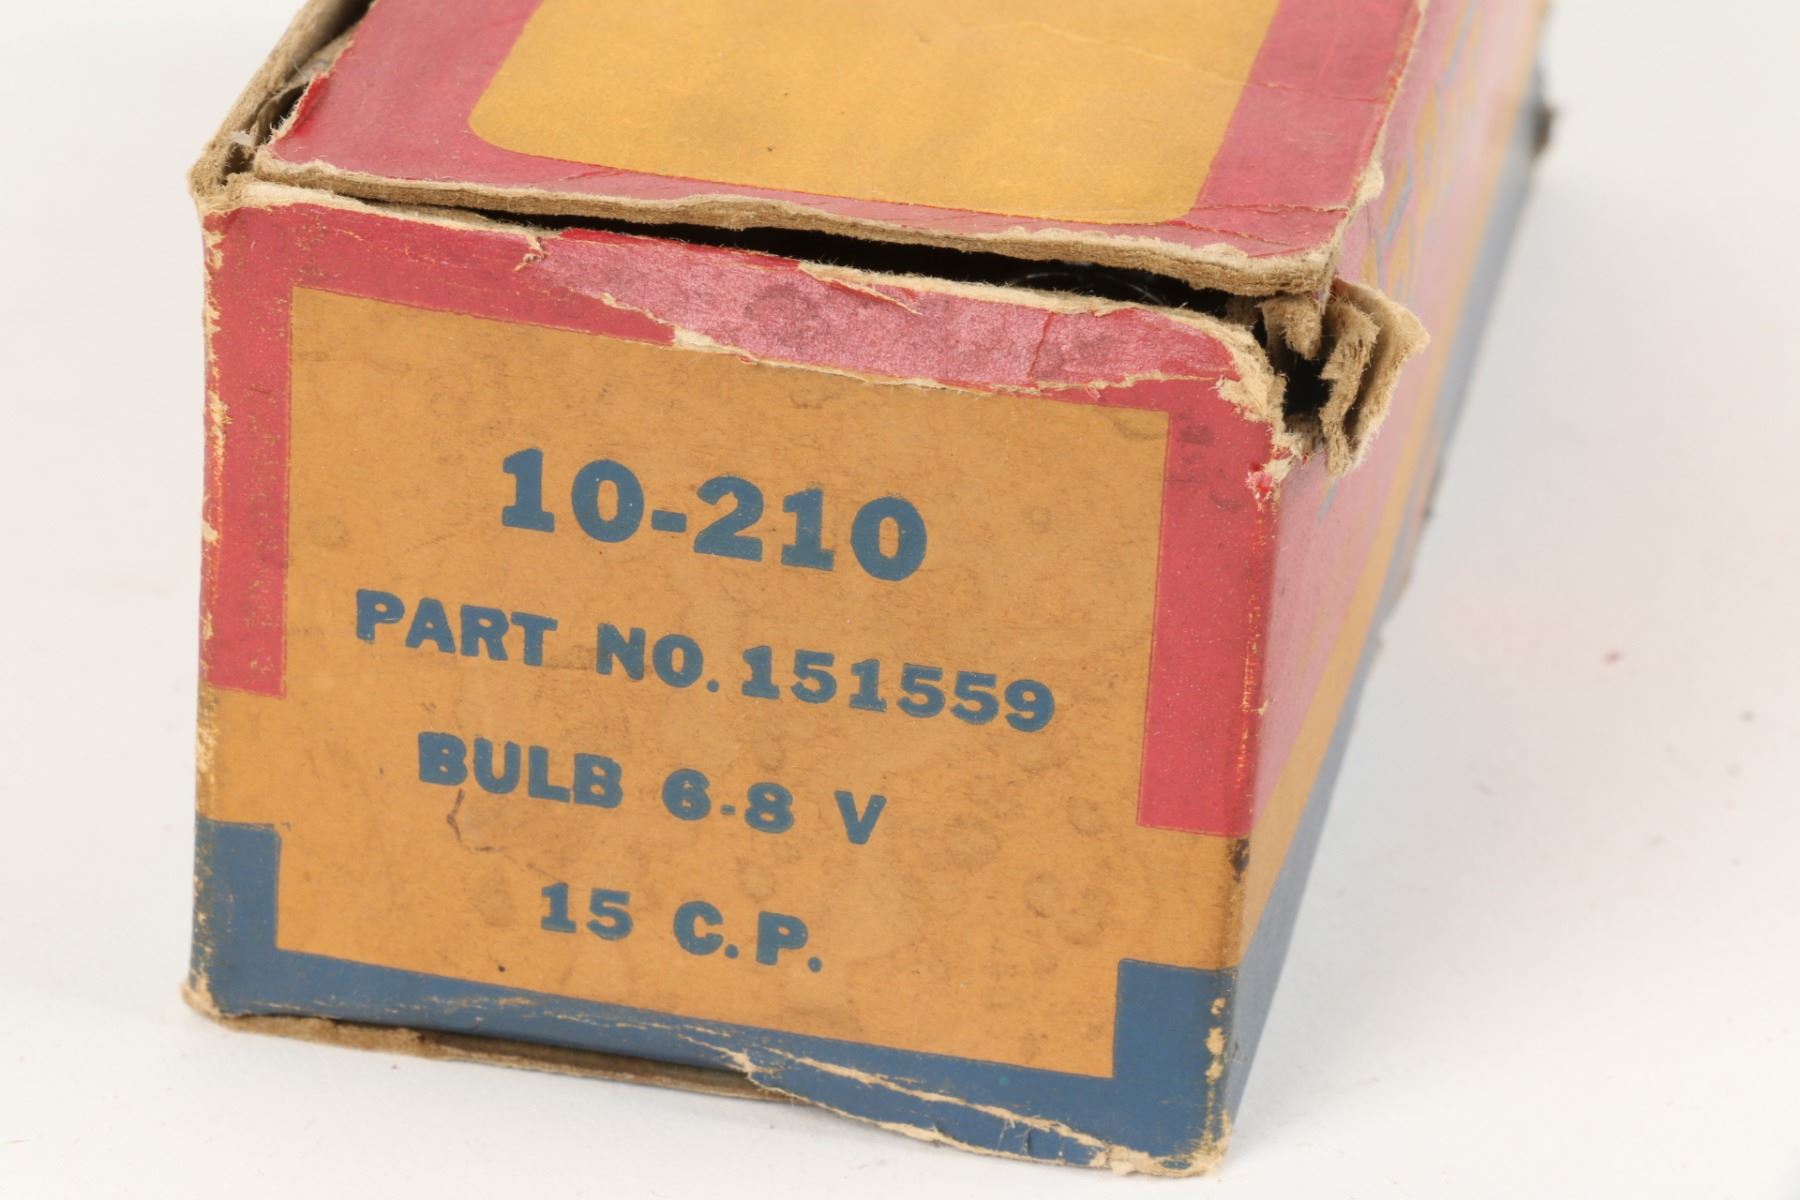 10-210
PART NO. 151559
BULB 6-8 V
15 C.P.